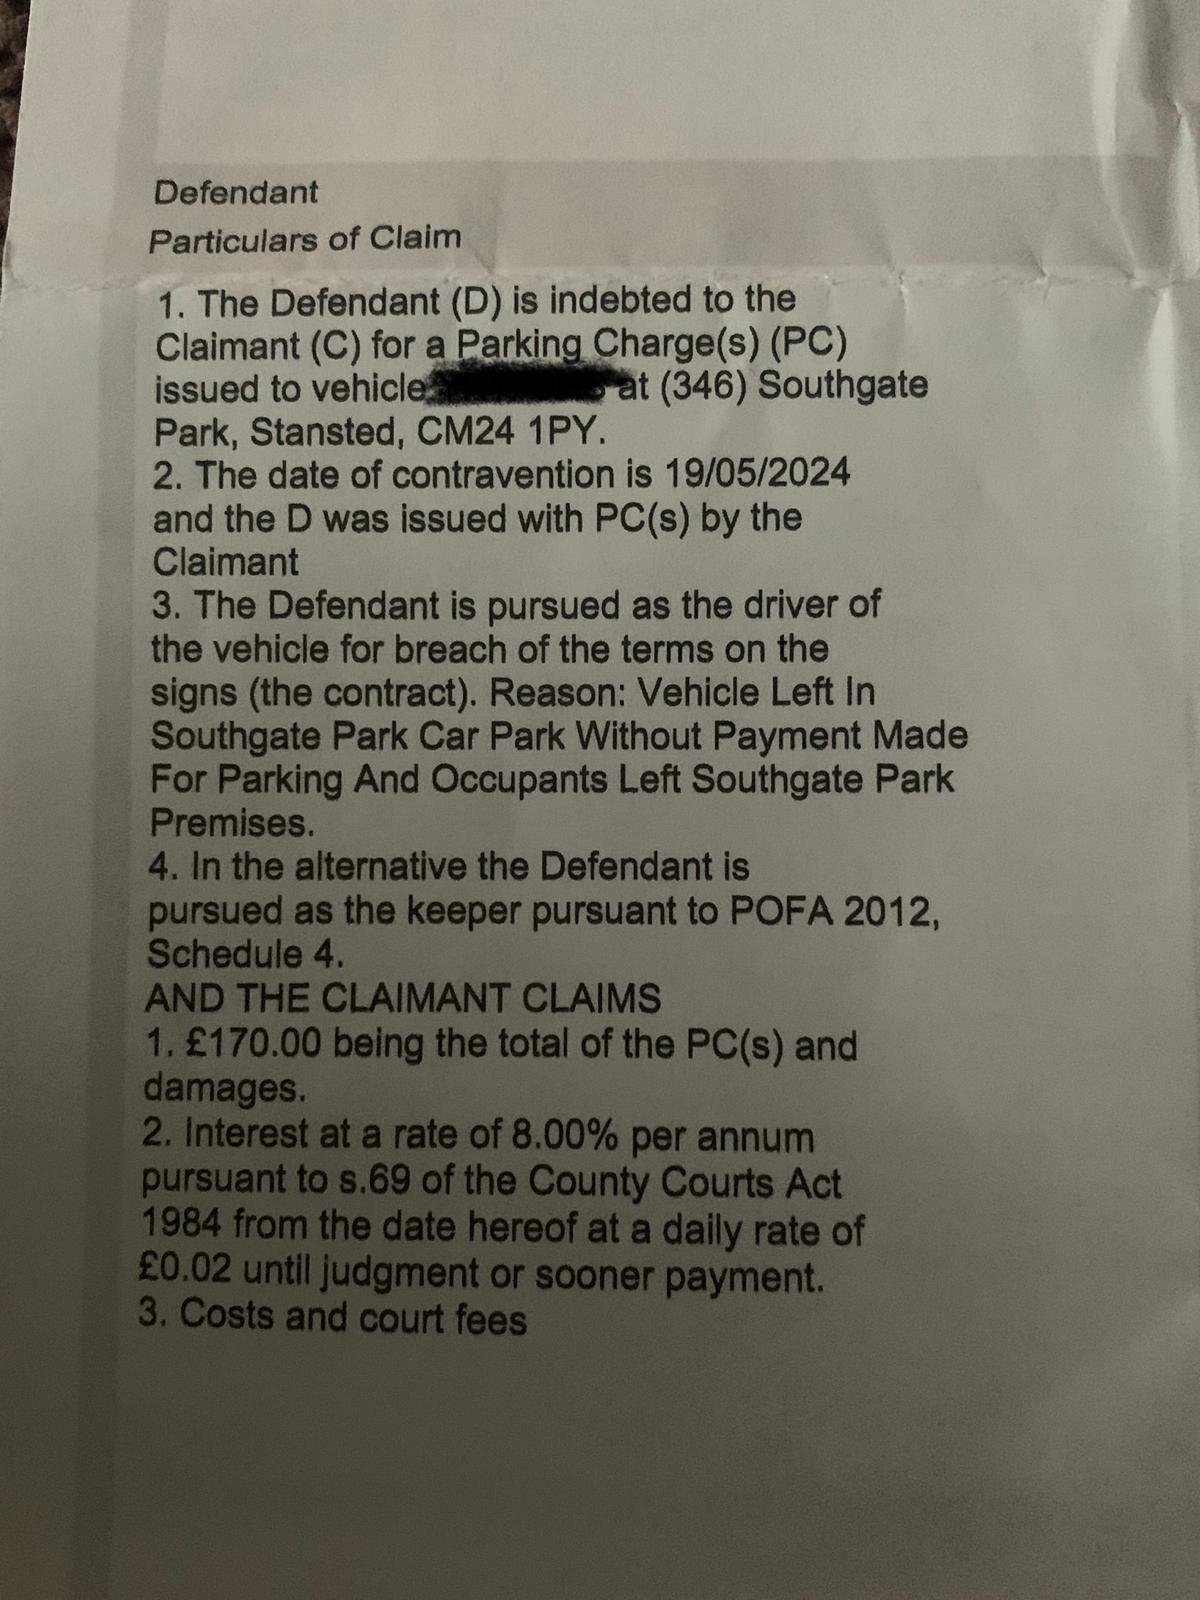 Defendant
Particulars of Claim
1. The Defendant (D) is indebted to the
Claimant (C) for a Parking Charge(s) (PC)
issued to vehicle at (346) Southgate
Park, Stansted, CM24 1PY.
2. The date of contravention is 19/05/2024
and the D was issued with PC(s) by the
Claimant
3. The Defendant is pursued as the driver of
the vehicle for breach of the terms on the
signs (the contract). Reason: Vehicle Left In
Southgate Park Car Park Without Payment Made
For Parking And Occupants Left Southgate Park
Premises.
4. In the alternative the Defendant is
pursued as the keeper pursuant to POFA 2012,
Schedule 4.
AND THE CLAIMANT CLAIMS
1. £170.00 being the total of the PC(s) and
damages.
2. Interest at a rate of 8.00% per annum
pursuant to s.69 of the County Courts Act
1984 from the date hereof at a daily rate of
£0.02 until judgment or sooner payment.
3. Costs and court fees